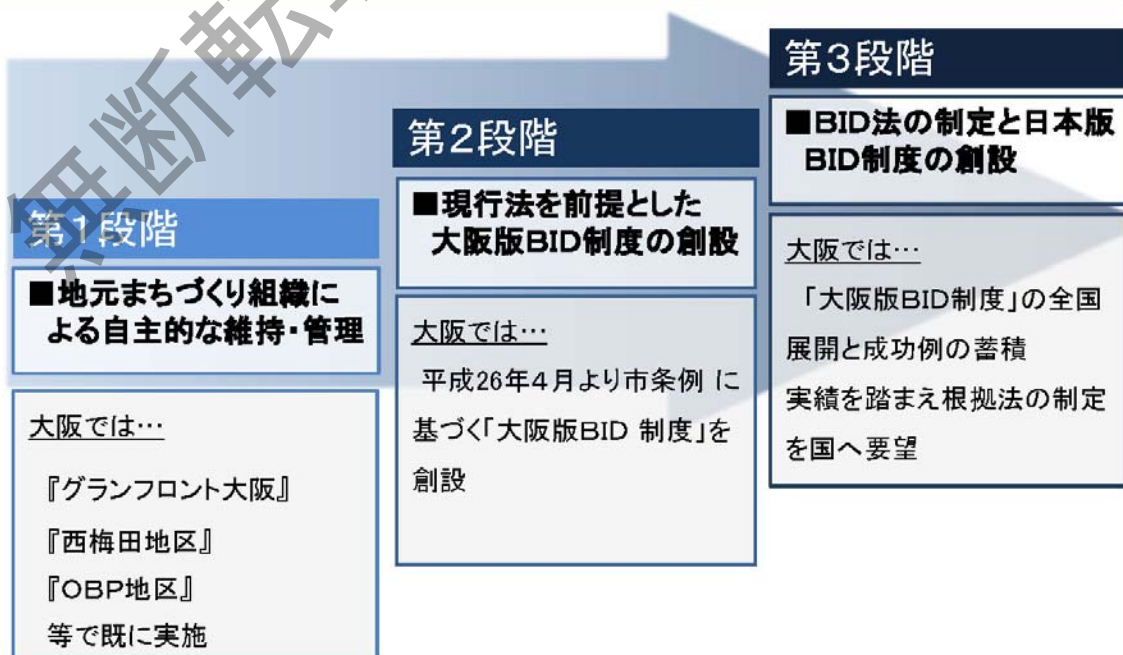 無断転
第1段階
■地元まちづくり組織に
よる自主的な維持・管理
大阪では…
『グランフロント大阪』
『西梅田地区』
『OBP地区』
等で既に実施
第2段階
■現行法を前提とした
大阪版BID制度の創設
大阪では…
平成26年4月より市条例 に
基づく「大阪版BID 制度」を
創設
第3段階
■BID法の制定と日本版
BID制度の創設
大阪では…
「大阪版BID制度」の全国
展開と成功例の蓄積
実績を踏まえ根拠法の制定
を国へ要望